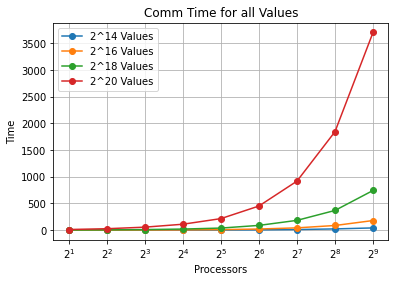 Comm Time for all Values
2^14 Values
2^16 Values
2^18 Values
2^20 Values
Time
3500
3000
2500
2000
1500
1000
500
0
2^1 2^2 2^3 2^4 2^5 2^6 2^7 2^8 2^9
Processors